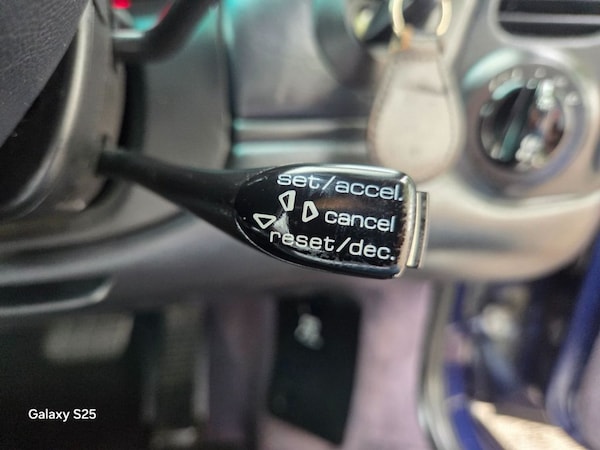 set/accel.
cancel
reset/dec.
Galaxy S25